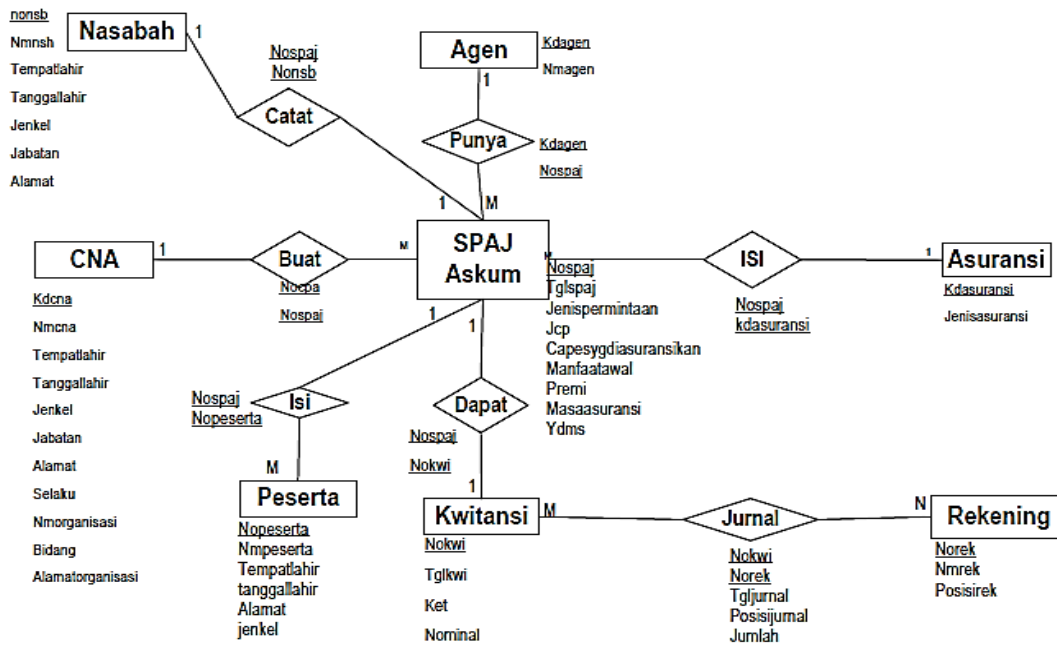 nonsb
Nasabah
1
Nmnsh
Tempatlahir
Tanggallahir
Jenkel
Jabatan
Alamat
Nospaj
Nonsb
Catat
1
Agen
Kdagen
Nmagen
1
Punya
Kdagen
Nospaj
M
CNA
1
Buat
M
Nocpa
Nospaj
Kdcna
Nmcna
Tempatlahir
Tanggallahir
Jenkel
Jabatan
Alamat
Selaku
Nmorganisasi
Bidang
Alamatorganisasi
SPAJ
Askum
M
Nospaj
Tglspaj
Jenispermintaan
Jcp
Capesygdiasuransikan
Manfaatawal
Premi
Masaasuransi
Ydms
ISI
Nospaj
kdasuransi
1
Asuransi
Kdasuransi
Jenisasuransi
1
Nospaj
Nopeserta
Isi
M
Peserta
Nopeserta
Nmpeserta
Tempatlahir
tanggallahir
Alamat
jenkel
1
Dapat
Nospaj
Nokwi
1
Kwitansi
M
Nokwi
Tglkwi
Ket
Nominal
Jurnal
Nokwi
Norek
Tgljurnal
Posisijurnal
Jumlah
N
Rekening
Norek
Nmrek
Posisirek